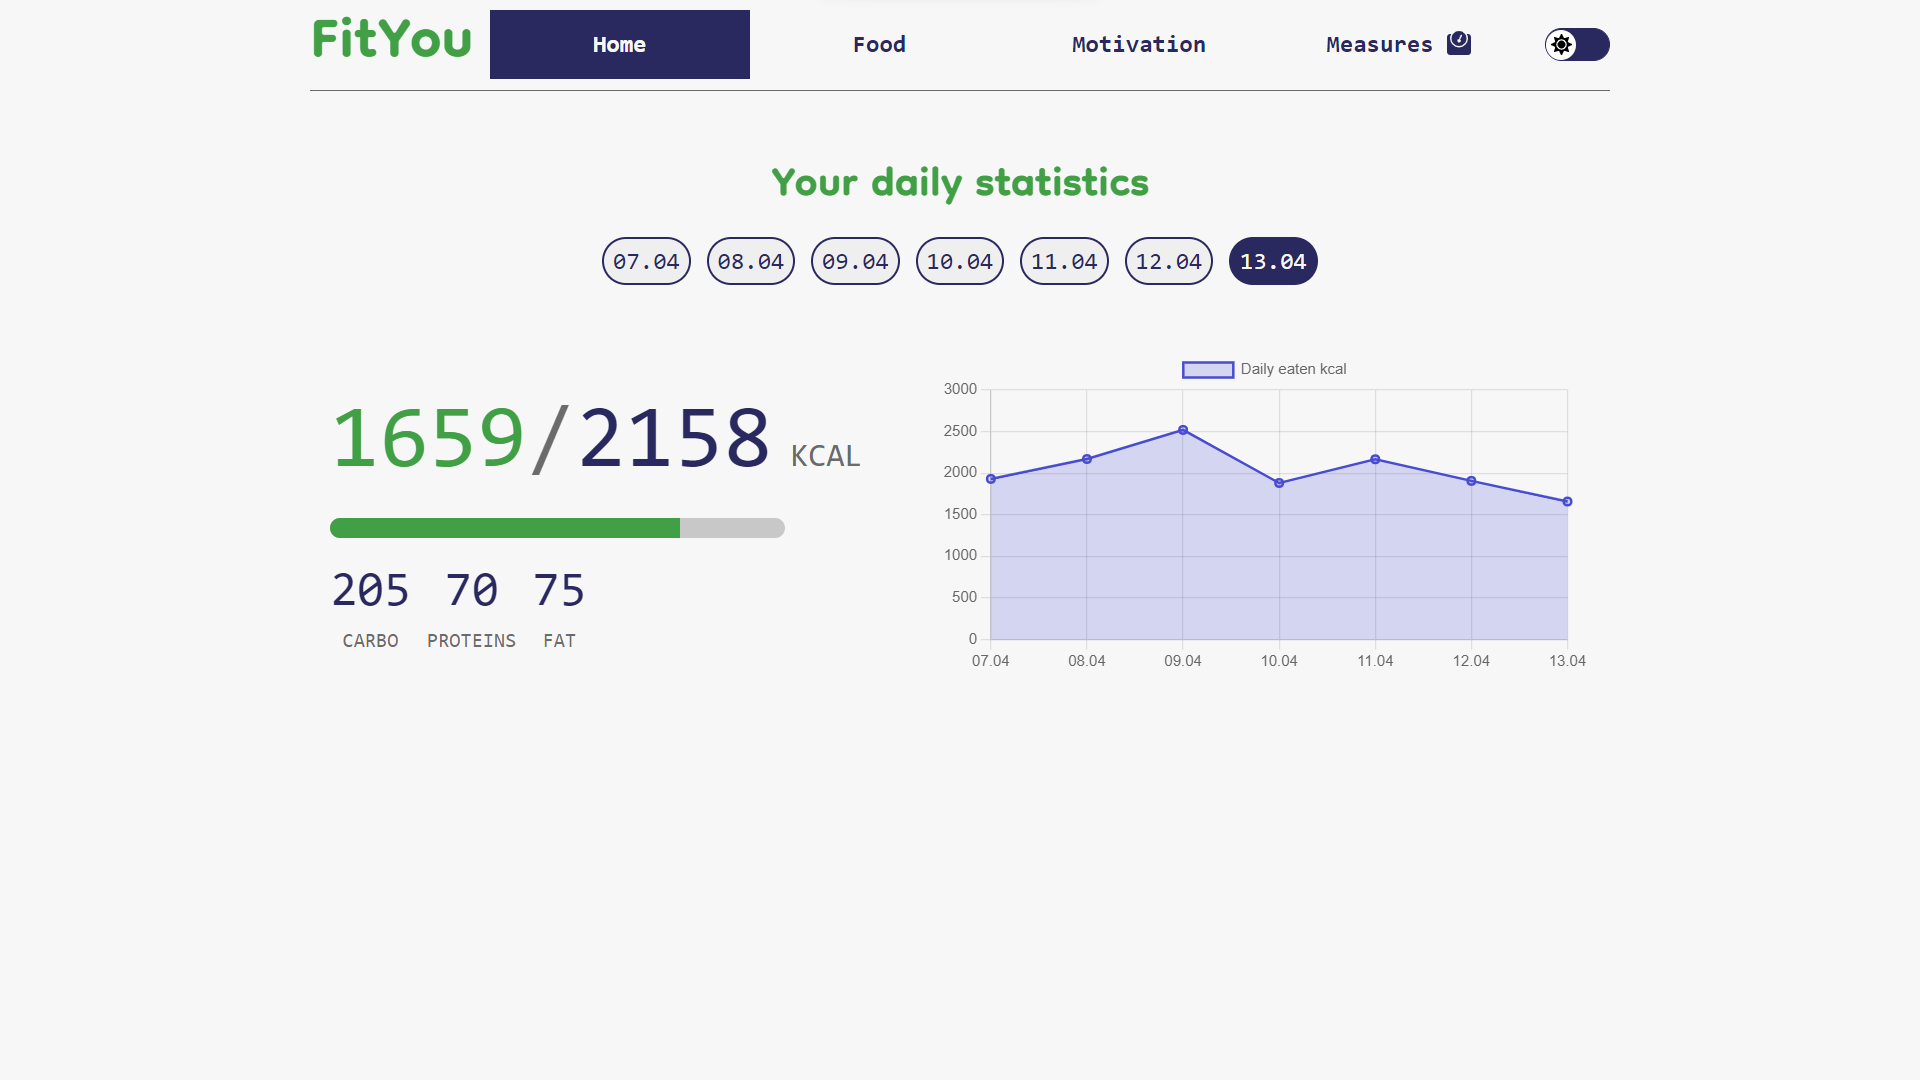 FitYou Home Food Motivation Measures
Your daily statistics
07.04 08.04 09.04 10.04 11.04 12.04 13.04
1659/2158 KCAL
205 70 75
CARBO PROTEINS FAT
Daily eaten kcal
3000
2500
2000
1500
1000
500
0
07.04 08.04 09.04 10.04 11.04 12.04 13.04